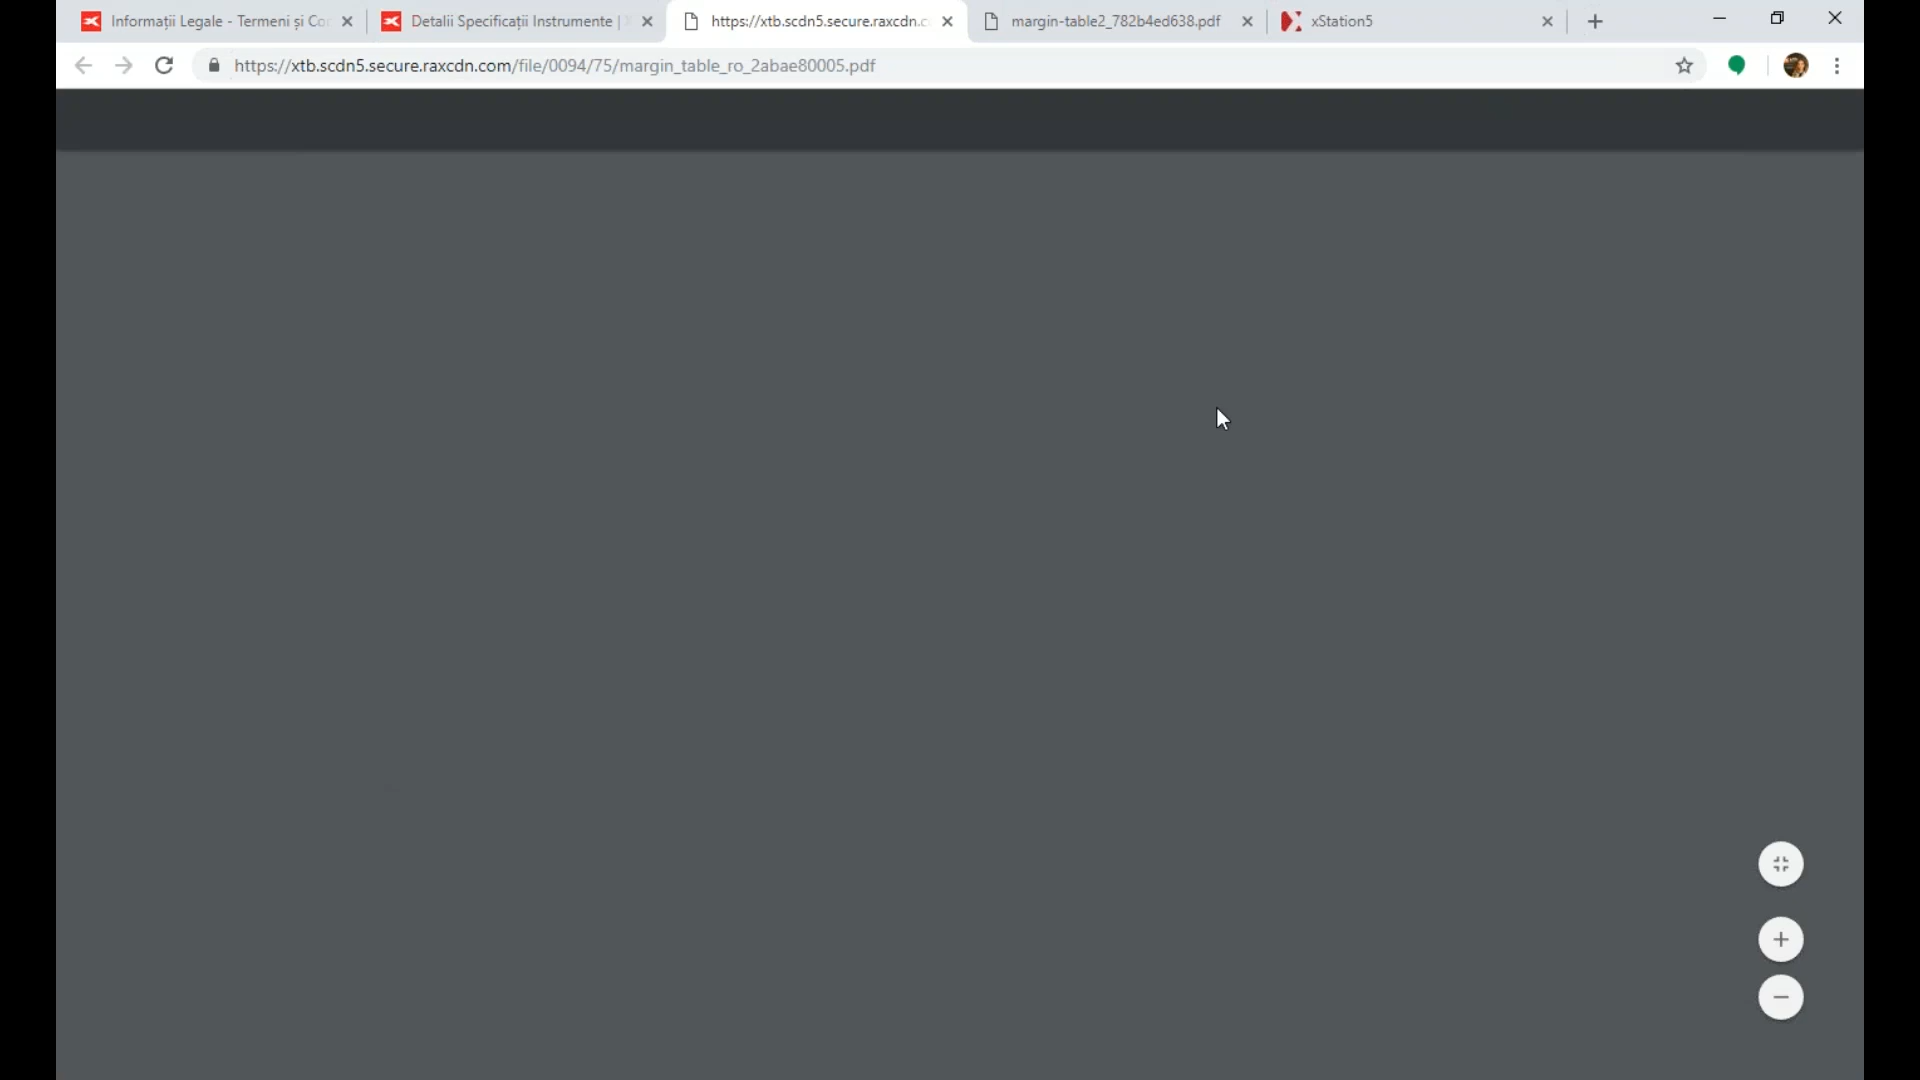 Informații Legale - Termeni și Co
Detalii Specificații Instrumente |
https://xtb.scdn5.secure.raxcdn.c
margin-table2_782b4ed638.pdf
xStation5
https://xtb.scdn5.secure.raxcdn.com/file/0094/75/margin_table_ro_2abae80005.pdf